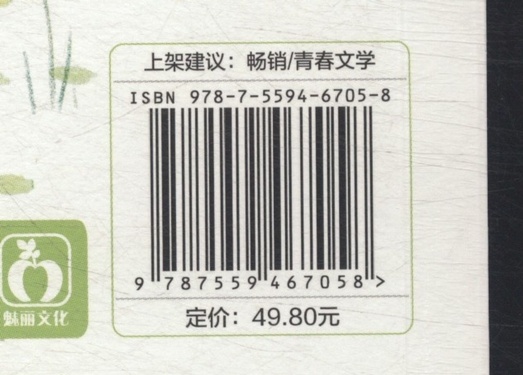 上架建议：畅销/青春文学
ISBN 978-7-5594-6705-8
9 787559 467058 >
定价：49.80元
魅丽文化